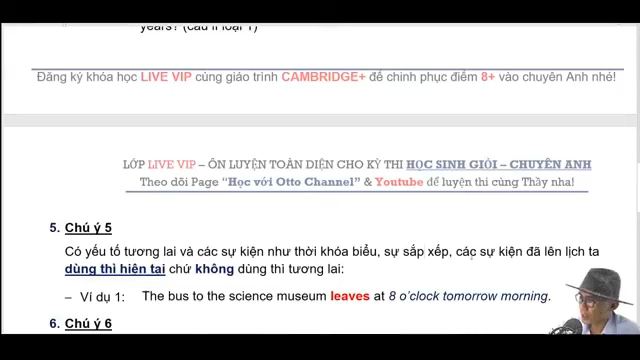 years? (câu if loại 1)
Đăng ký khóa học LIVE VIP cùng giáo trình CAMBRIDGE+ để chinh phục điểm 8+ vào chuyên Anh nhé!
LỚP LIVE VIP – ÔN LUYỆN TOÀN DIỆN CHO KỲ THI HỌC SINH GIỎI – CHUYÊN ANH
Theo dõi Page “Học với Otto Channel” & Youtube để luyện thi cùng Thầy nha!
5. Chú ý 5
Có yếu tố tương lai và các sự kiện như thời khóa biểu, sự sắp xếp, các sự kiện đã lên lịch ta
dùng thì hiện tại chứ không dùng thì tương lai:
– Ví dụ 1: The bus to the science museum leaves at 8 o’clock tomorrow morning.
6. Chú ý 6